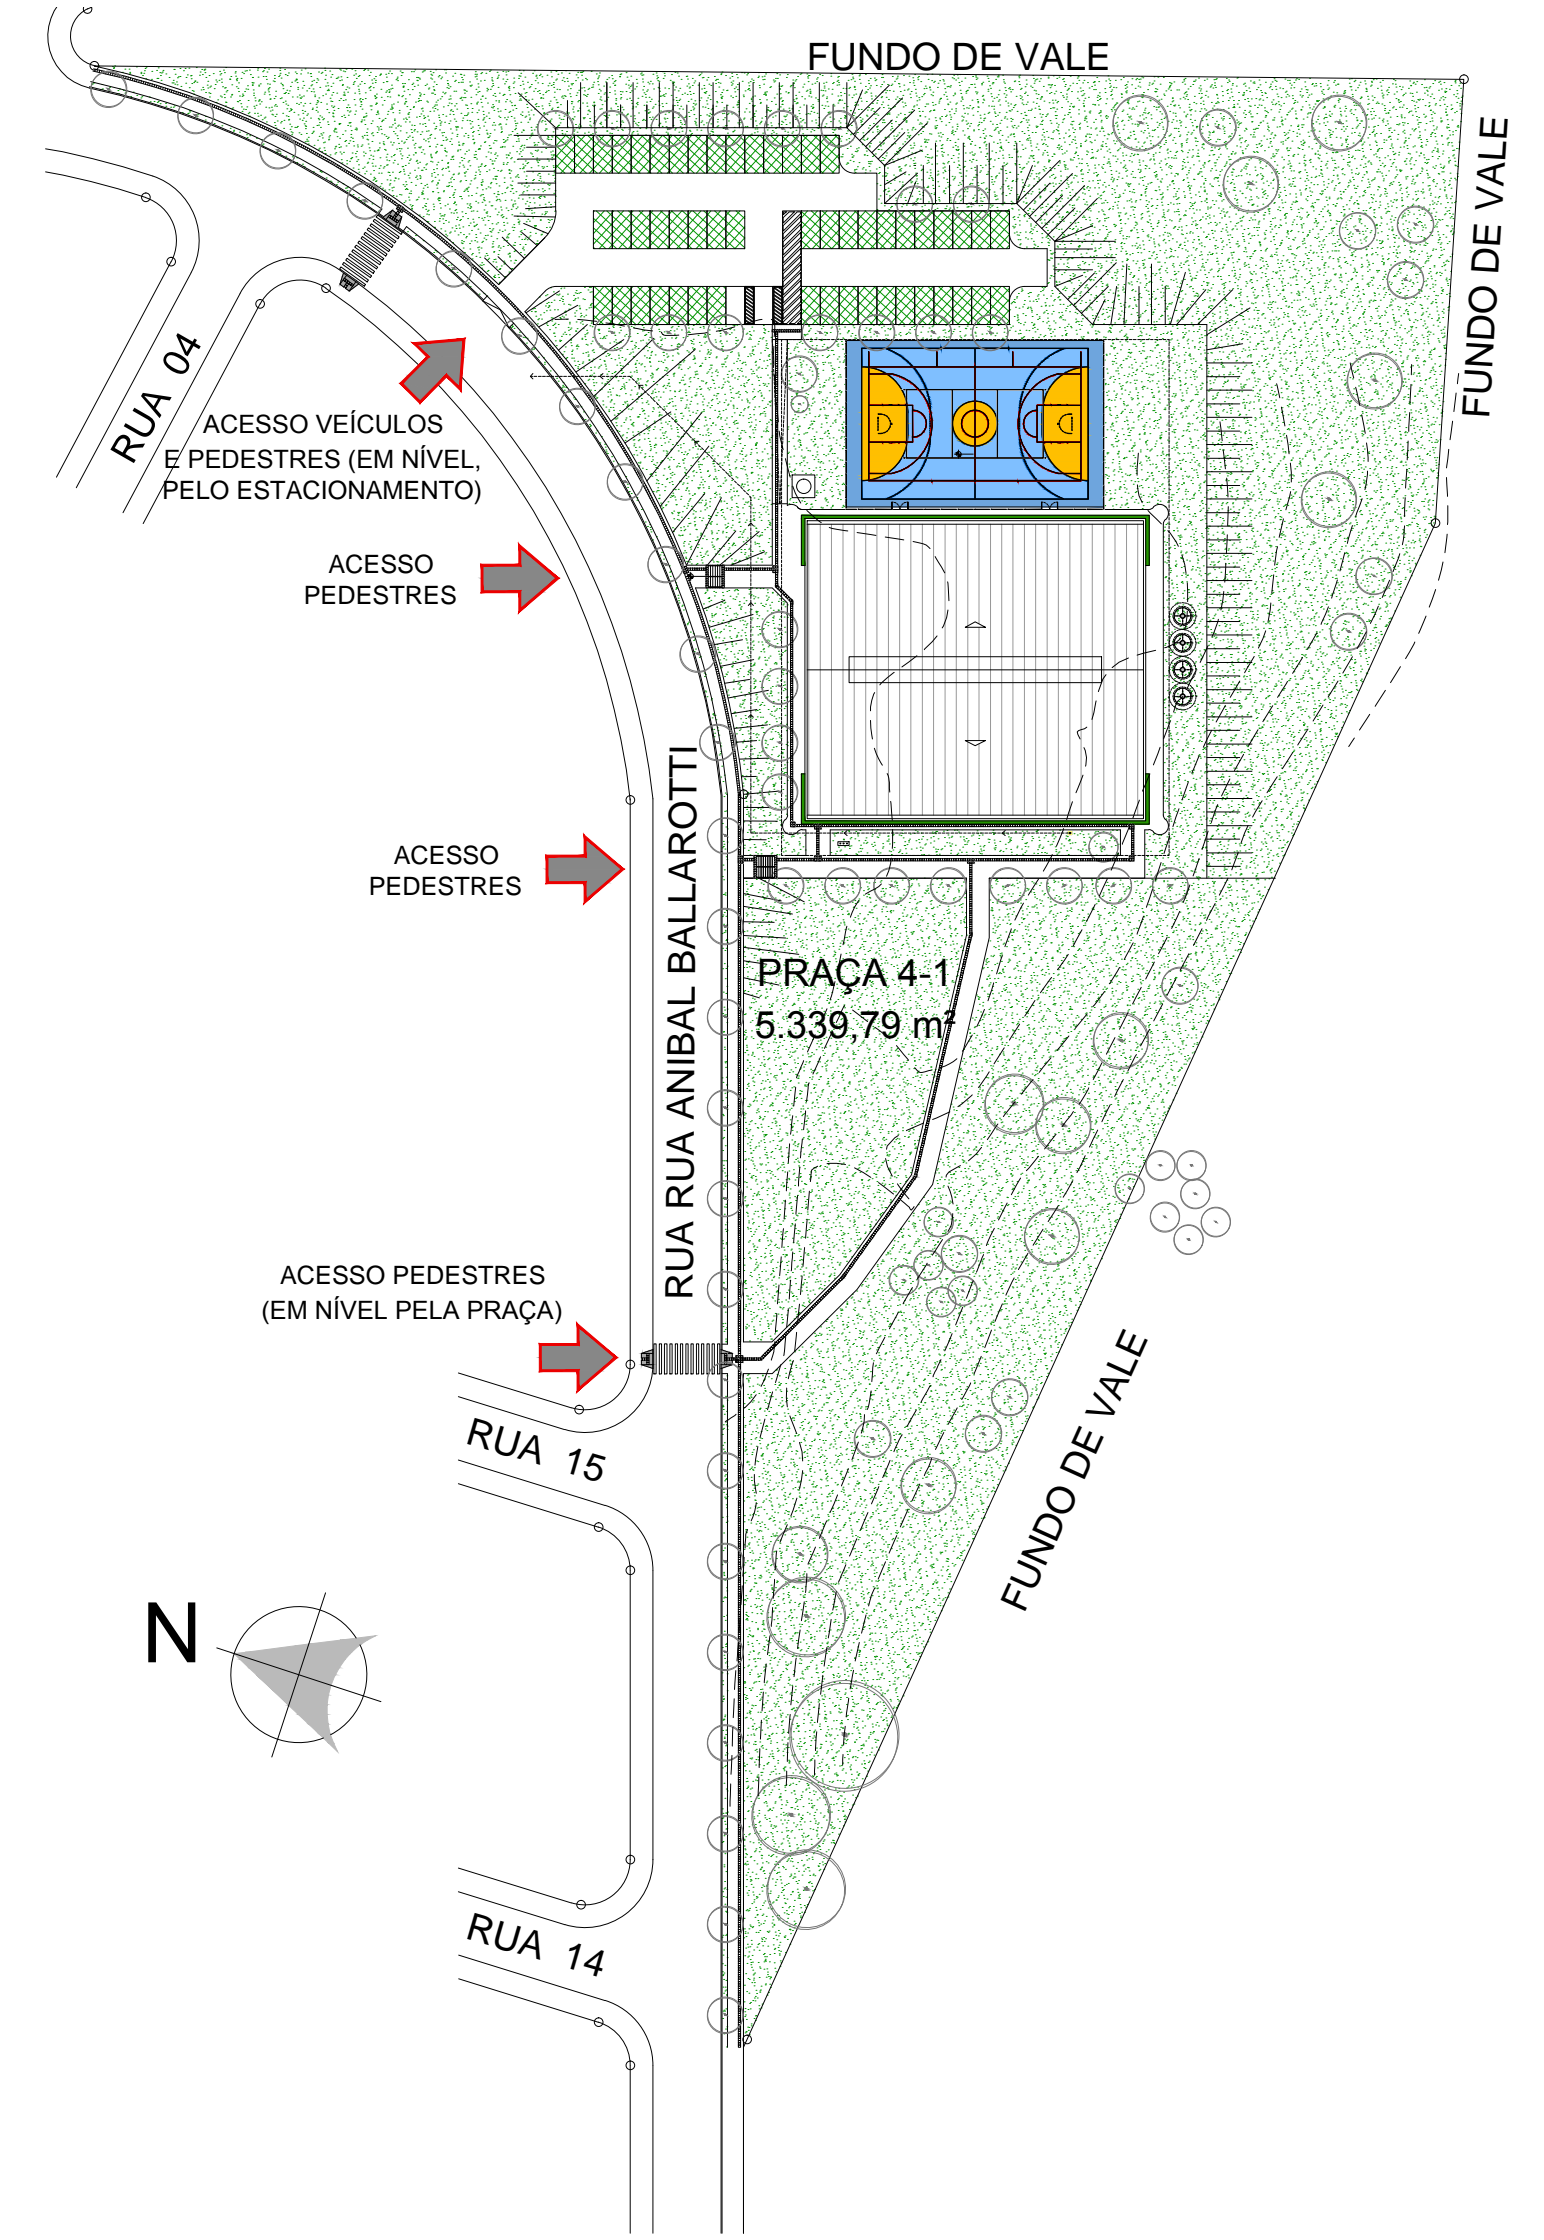 FUNDO DE VALE
FUNDO DE VALE
RUA 04
ACESSO VEÍCULOS
E PEDESTRES (EM NÍVEL,
PELO ESTACIONAMENTO)
ACESSO
PEDESTRES
RUA RUA ANIBAL BALLAROTTI
ACESSO
PEDESTRES
PRAÇA 4-1
5.339,79 m²
ACESSO PEDESTRES
(EM NÍVEL PELA PRAÇA)
FUNDO DE VALE
RUA 15
N
RUA 14